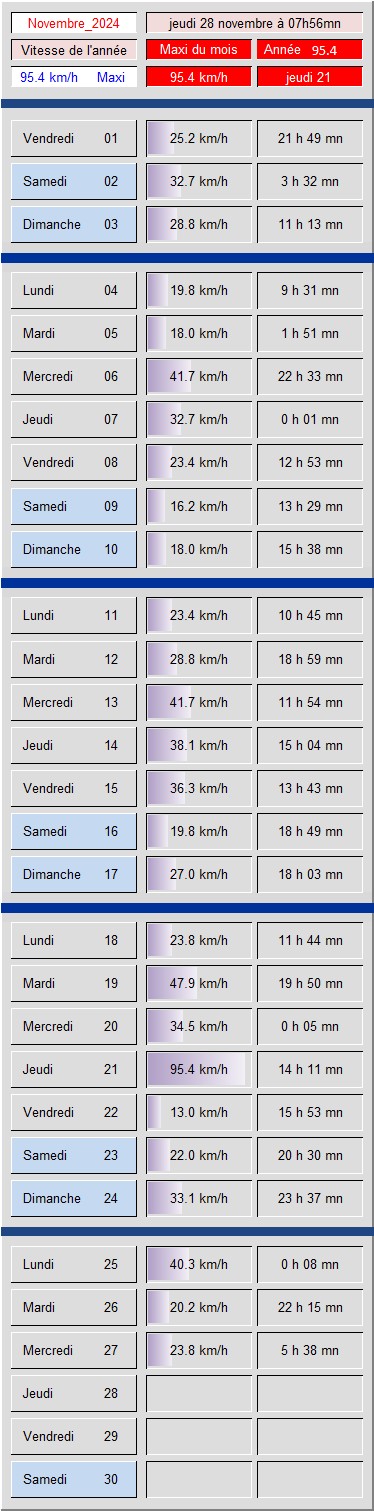 Novembre_2024 jeudi 28 novembre à 07h56mn
Vitesse de l'année Maxi du mois Année 95.4
95.4 km/h Maxi 95.4 km/h jeudi 21
Vendredi 01 25.2 km/h 21 h 49 mn
Samedi 02 32.7 km/h 3 h 32 mn
Dimanche 03 28.8 km/h 11 h 13 mn
Lundi 04 19.8 km/h 9 h 31 mn
Mardi 05 18.0 km/h 1 h 51 mn
Mercredi 06 41.7 km/h 22 h 33 mn
Jeudi 07 32.7 km/h 0 h 01 mn
Vendredi 08 23.4 km/h 12 h 53 mn
Samedi 09 16.2 km/h 13 h 29 mn
Dimanche 10 18.0 km/h 15 h 38 mn
Lundi 11 23.4 km/h 10 h 45 mn
Mardi 12 28.8 km/h 18 h 59 mn
Mercredi 13 41.7 km/h 11 h 54 mn
Jeudi 14 38.1 km/h 15 h 04 mn
Vendredi 15 36.3 km/h 13 h 43 mn
Samedi 16 19.8 km/h 18 h 49 mn
Dimanche 17 27.0 km/h 18 h 03 mn
Lundi 18 23.8 km/h 11 h 44 mn
Mardi 19 47.9 km/h 19 h 50 mn
Mercredi 20 34.5 km/h 0 h 05 mn
Jeudi 21 95.4 km/h 14 h 11 mn
Vendredi 22 13.0 km/h 15 h 53 mn
Samedi 23 22.0 km/h 20 h 30 mn
Dimanche 24 33.1 km/h 23 h 37 mn
Lundi 25 40.3 km/h 0 h 08 mn
Mardi 26 20.2 km/h 22 h 15 mn
Mercredi 27 23.8 km/h 5 h 38 mn
Jeudi 28
Vendredi 29
Samedi 30